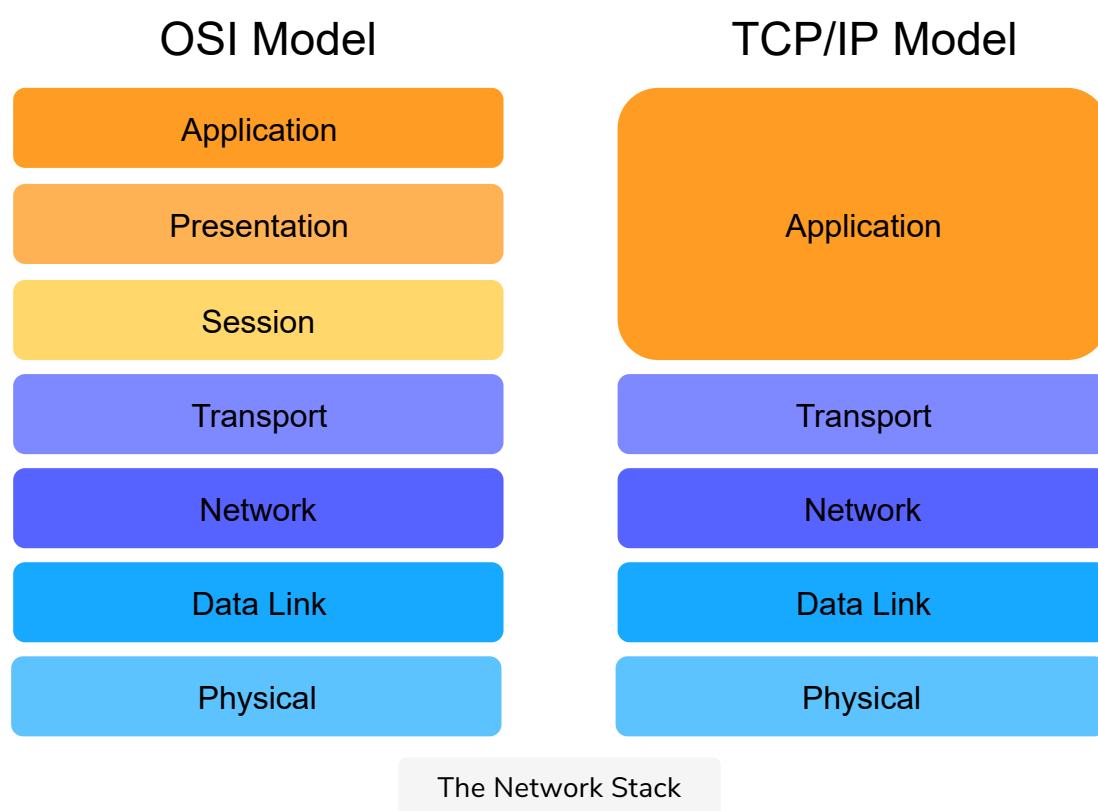 OSI Model
TCP/IP Model
Application
Presentation
Session
Transport
Network
Data Link
Physical
Application
Transport
Network
Data Link
Physical
The Network Stack